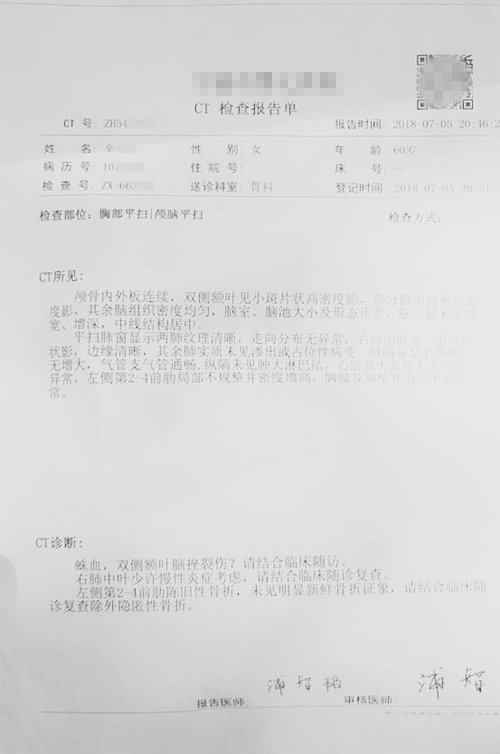 CT 检查报告单
CT 号: ZH54 报告时间: 2018-07-05 20:46:2
姓 名: 辛 性 别: 女 年 龄: 60岁
病 历 号: 10 住 院 号: 床 号: —
检 查 号: ZX-662 送诊科室: 骨科 登记时间: 2018-07-05 20:21
检查部位: 胸部平扫|颅脑平扫 检查方式:
CT所见:
颅骨内外板连续，双侧额叶见小斑片状高密度影，部分脑沟内见高密
度影，其余脑组织密度均匀，脑室、脑池大小及形态正常，脑沟裂未见增
宽、增深，中线结构居中。
平扫肺窗显示两肺纹理清晰，走向分布无异常，右肺中叶见
状影，边缘清晰，其余肺实质未见渗出或占位性病变。纵隔窗显示
无增大，气管支气管通畅，纵隔未见肿大淋巴结，心脏及大血管未见
异常，左侧第2-4前肋局部不规整并密度增高，胸膜及胸壁软组织未见异
常。
CT诊断:
蛛血，双侧额叶脑挫裂伤？请结合临床随访。
右肺中叶少许慢性炎症考虑，请结合临床随诊复查。
左侧第2-4前肋陈旧性骨折，未见明显新鲜骨折征象，请结合临床随
诊复查除外隐匿性骨折。
报告医师: 审核医师: